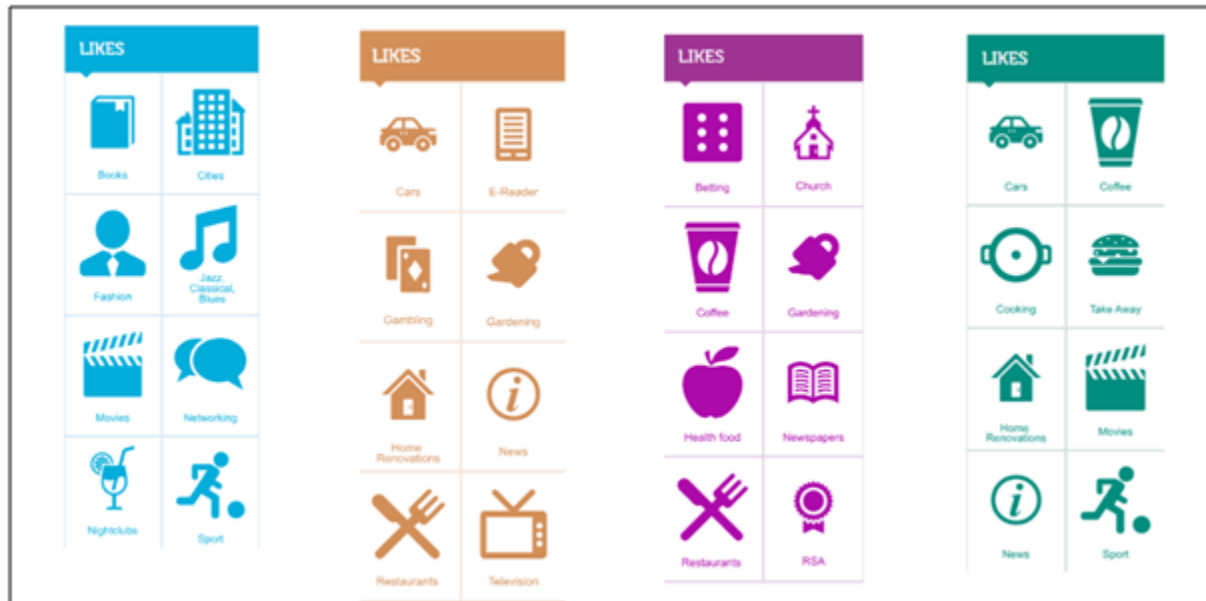 LIKES
Books
Cities
Fashion
Jazz,
Classical,
Blues
Movies
Networking
Nightclubs
Sport
LIKES
Cars
E-Reader
Gambling
Gardening
Home
Renovations
News
Restaurants
Television
LIKES
Betting
Church
Coffee
Gardening
Health food
Newspapers
Restaurants
RSA
LIKES
Cars
Coffee
Cooking
Take Away
Home
Renovations
Movies
News
Sport